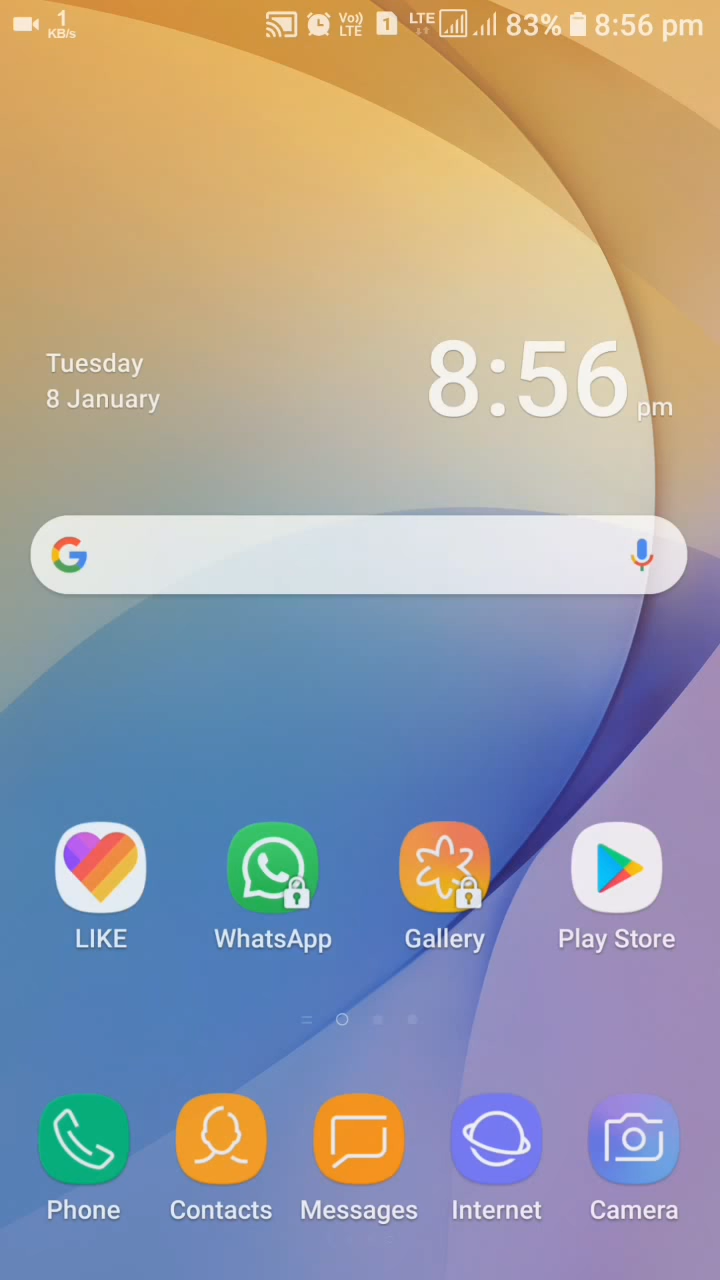 1
KB/s
Vo))
LTE
1
LTE
83%
8:56 pm
Tuesday
8 January
8:56 pm
G
LIKE
WhatsApp
Gallery
Play Store
Phone
Contacts
Messages
Internet
Camera